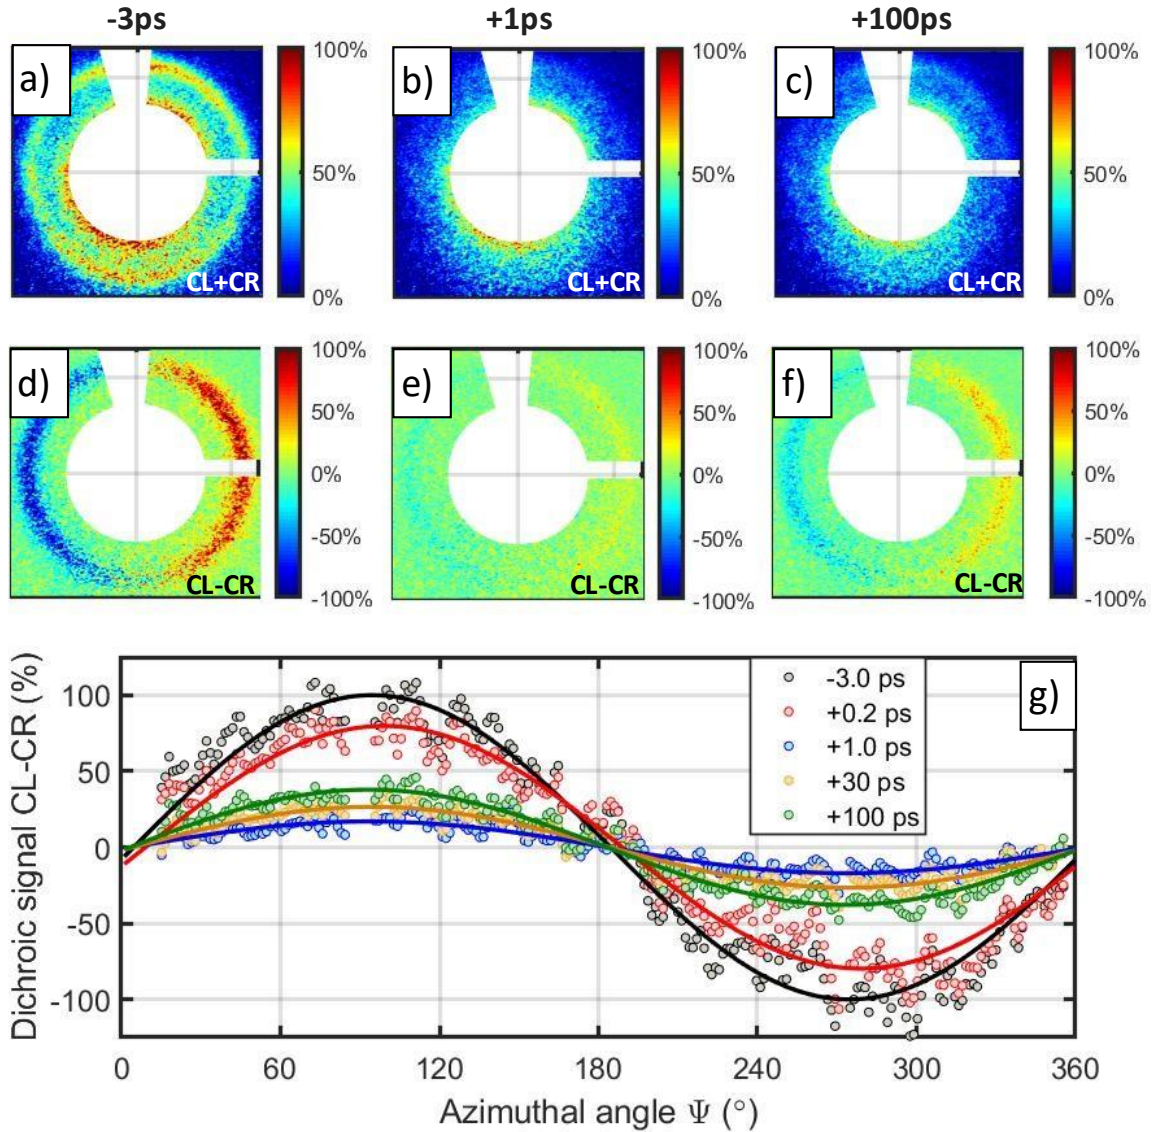 -3ps +1ps +100ps
a) b) c)
100% 100% 100%
50% 50% 50%
0% 0% 0%
CL+CR CL+CR CL+CR
d) e) f)
100% 100% 100%
50% 50% 50%
0% 0% 0%
-50% -50% -50%
-100% -100% -100%
CL-CR CL-CR CL-CR
g)
Dichroic signal CL-CR (%)
100
50
0
-50
-100
-3.0 ps
+0.2 ps
+1.0 ps
+30 ps
+100 ps
0 60 120 180 240 300 360
Azimuthal angle Ψ (°)